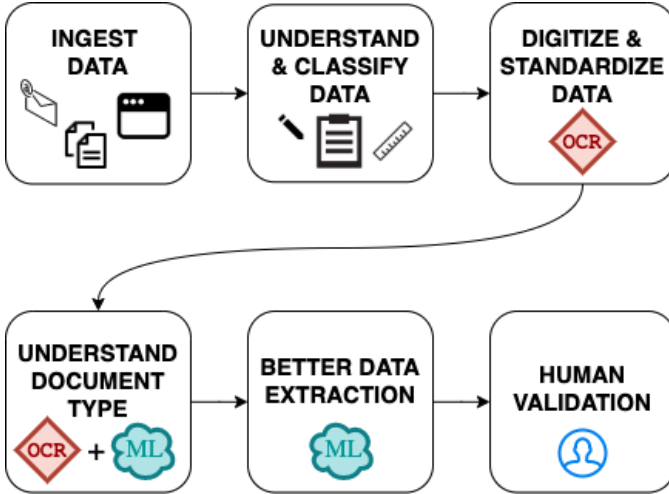 INGEST
DATA
@
UNDERSTAND
& CLASSIFY
DATA
DIGITIZE &
STANDARDIZE
DATA
OCR
UNDERSTAND
DOCUMENT
TYPE
OCR + ML
BETTER DATA
EXTRACTION
ML
HUMAN
VALIDATION